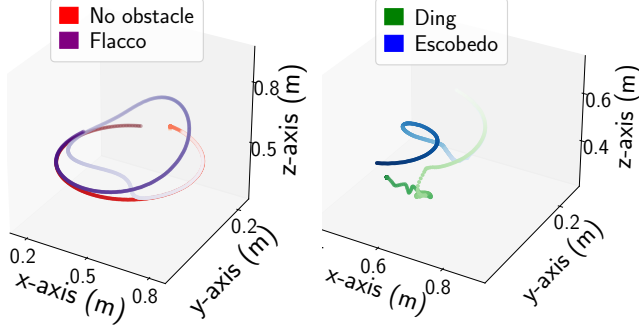 No obstacle
Flacco
0.2
0.5
0.8
x-axis (m)
0.2
y-axis (m)
0.5
0.8
z-axis (m)
Ding
Escobedo
0.6
0.8
x-axis (m)
0.2
y-axis (m)
0.4
0.6
z-axis (m)